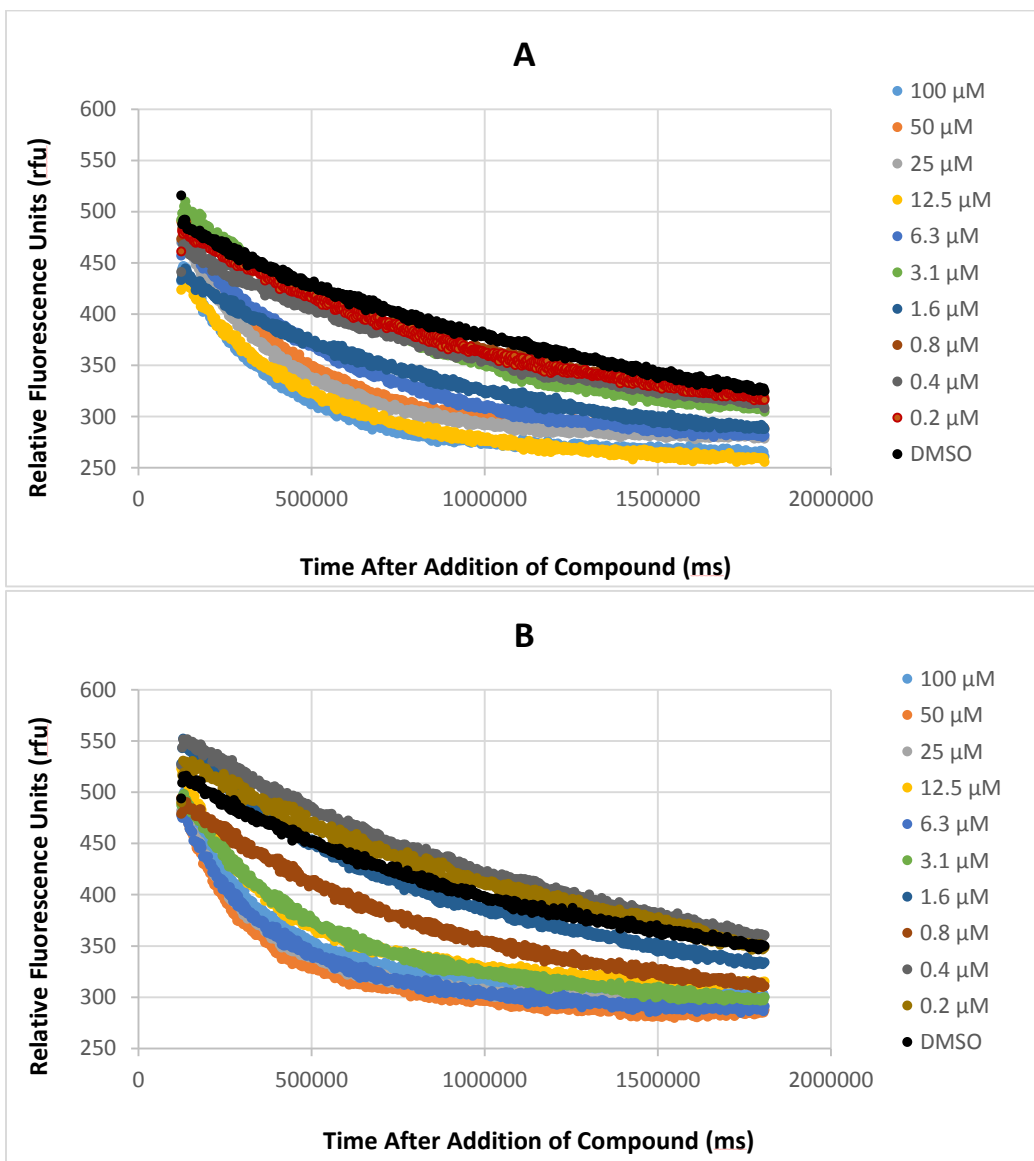 A
600
550
500
450
400
350
300
250
0
500000
1000000
1500000
2000000
Relative Fluorescence Units (rfu)
Time After Addition of Compound (ms)
100 µM
50 µM
25 µM
12.5 µM
6.3 µM
3.1 µM
1.6 µM
0.8 µM
0.4 µM
0.2 µM
DMSO
B
600
550
500
450
400
350
300
250
0
500000
1000000
1500000
2000000
Relative Fluorescence Units (rfu)
Time After Addition of Compound (ms)
100 µM
50 µM
25 µM
12.5 µM
6.3 µM
3.1 µM
1.6 µM
0.8 µM
0.4 µM
0.2 µM
DMSO